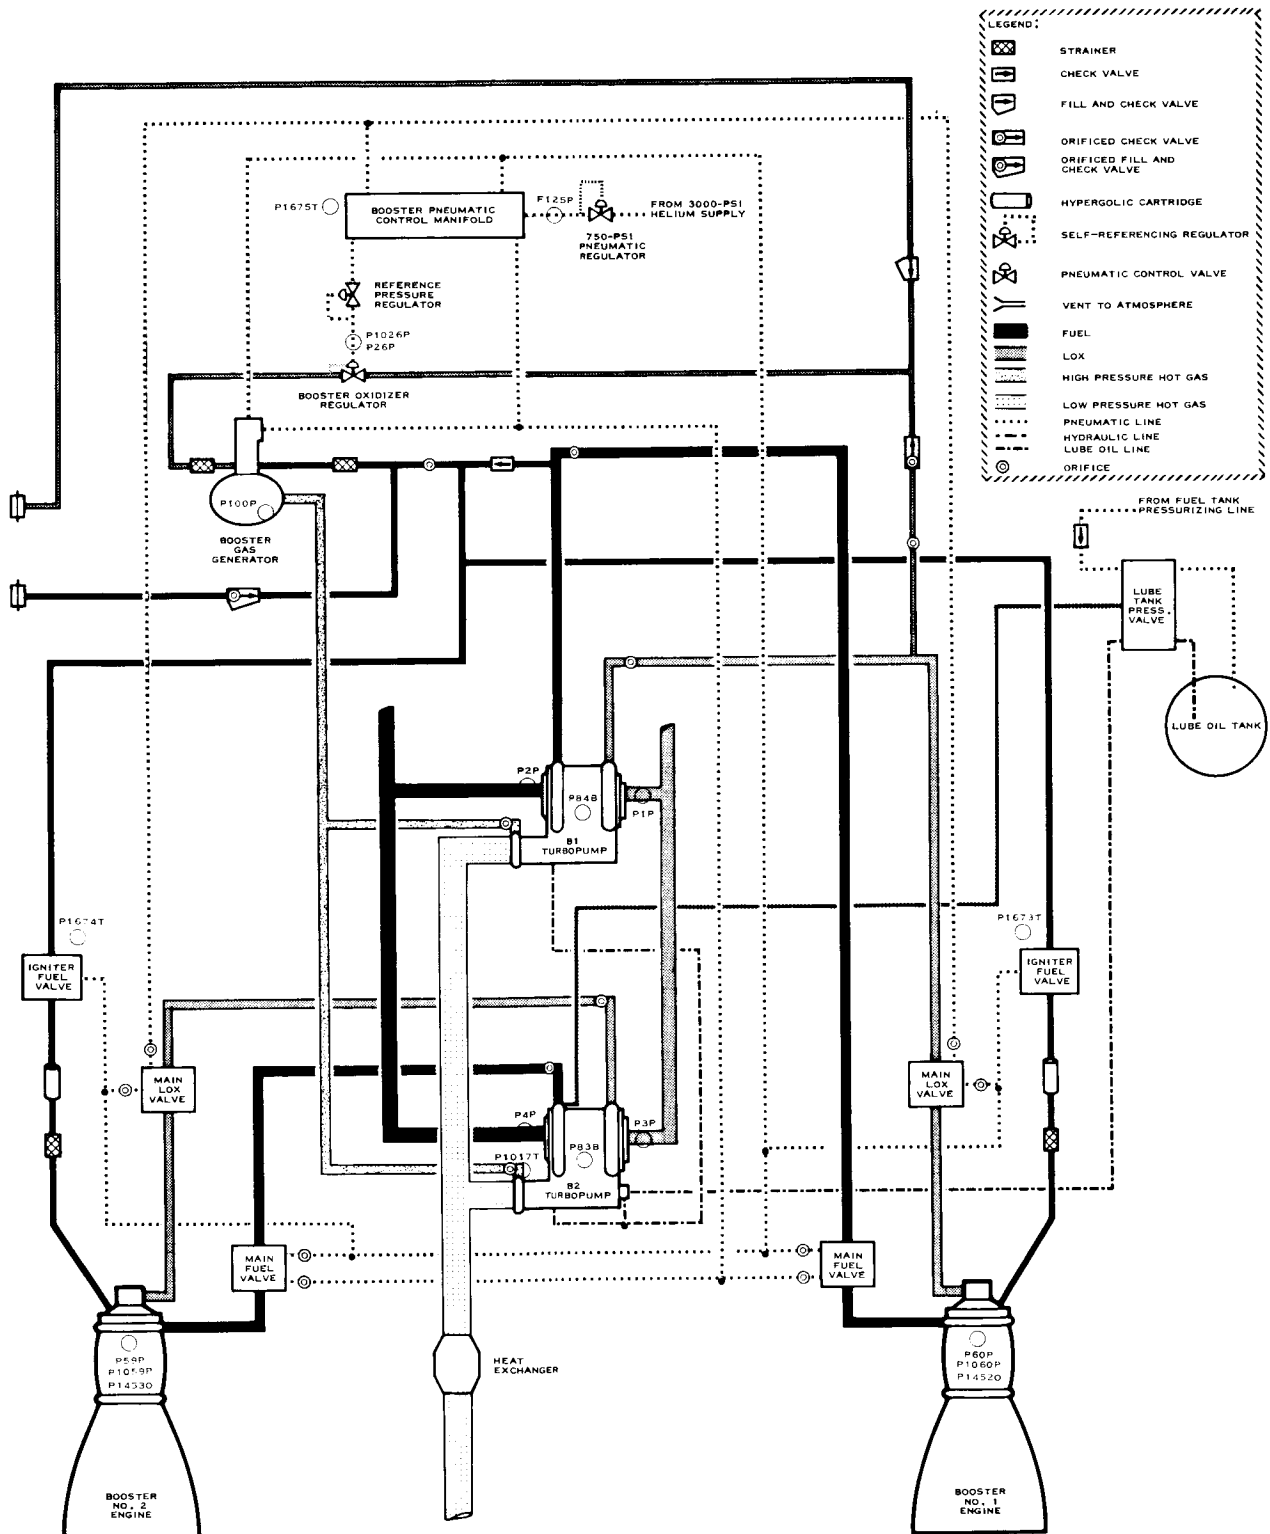 LEGEND:
STRAINER
CHECK VALVE
FILL AND CHECK VALVE
ORIFICED CHECK VALVE
ORIFICED FILL AND
CHECK VALVE
HYPERGOLIC CARTRIDGE
SELF-REFERENCING REGULATOR
PNEUMATIC CONTROL VALVE
VENT TO ATMOSPHERE
FUEL
LOX
HIGH PRESSURE HOT GAS
LOW PRESSURE HOT GAS
PNEUMATIC LINE
HYDRAULIC LINE
LUBE OIL LINE
ORIFICE
P1675T
BOOSTER PNEUMATIC
CONTROL MANIFOLD
F125P
FROM 3000-PSI
HELIUM SUPPLY
750-PSI
PNEUMATIC
REGULATOR
REFERENCE
PRESSURE
REGULATOR
P1026P
P26P
BOOSTER OXIDIZER
REGULATOR
P100P
BOOSTER
GAS
GENERATOR
FROM FUEL TANK
PRESSURIZING LINE
LUBE
TANK
PRESS.
VALVE
LUBE OIL TANK
P2P
P84B
P1P
B1
TURBOPUMP
P1674T
P1673T
IGNITER
FUEL
VALVE
IGNITER
FUEL
VALVE
MAIN
LOX
VALVE
MAIN
LOX
VALVE
P4P
P3P
P83B
P1017T
B2
TURBOPUMP
MAIN
FUEL
VALVE
MAIN
FUEL
VALVE
HEAT
EXCHANGER
P59P
P1059P
P1453O
P60P
P1060P
P1452O
BOOSTER
NO. 2
ENGINE
BOOSTER
NO. 1
ENGINE